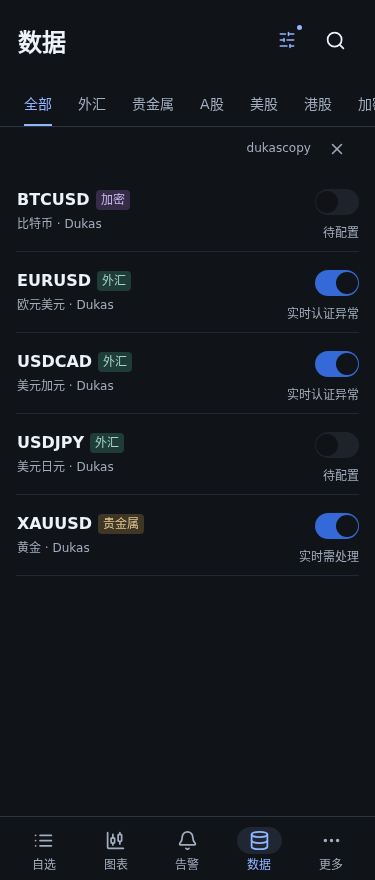 数据
全部 外汇 贵金属 A股 美股 港股
dukascopy
BTCUSD 加密
比特币 · Dukas
待配置
EURUSD 外汇
欧元美元 · Dukas
实时认证异常
USDCAD 外汇
美元加元 · Dukas
实时认证异常
USDJPY 外汇
美元日元 · Dukas
待配置
XAUUSD 贵金属
黄金 · Dukas
实时需处理
自选 图表 告警 数据 更多